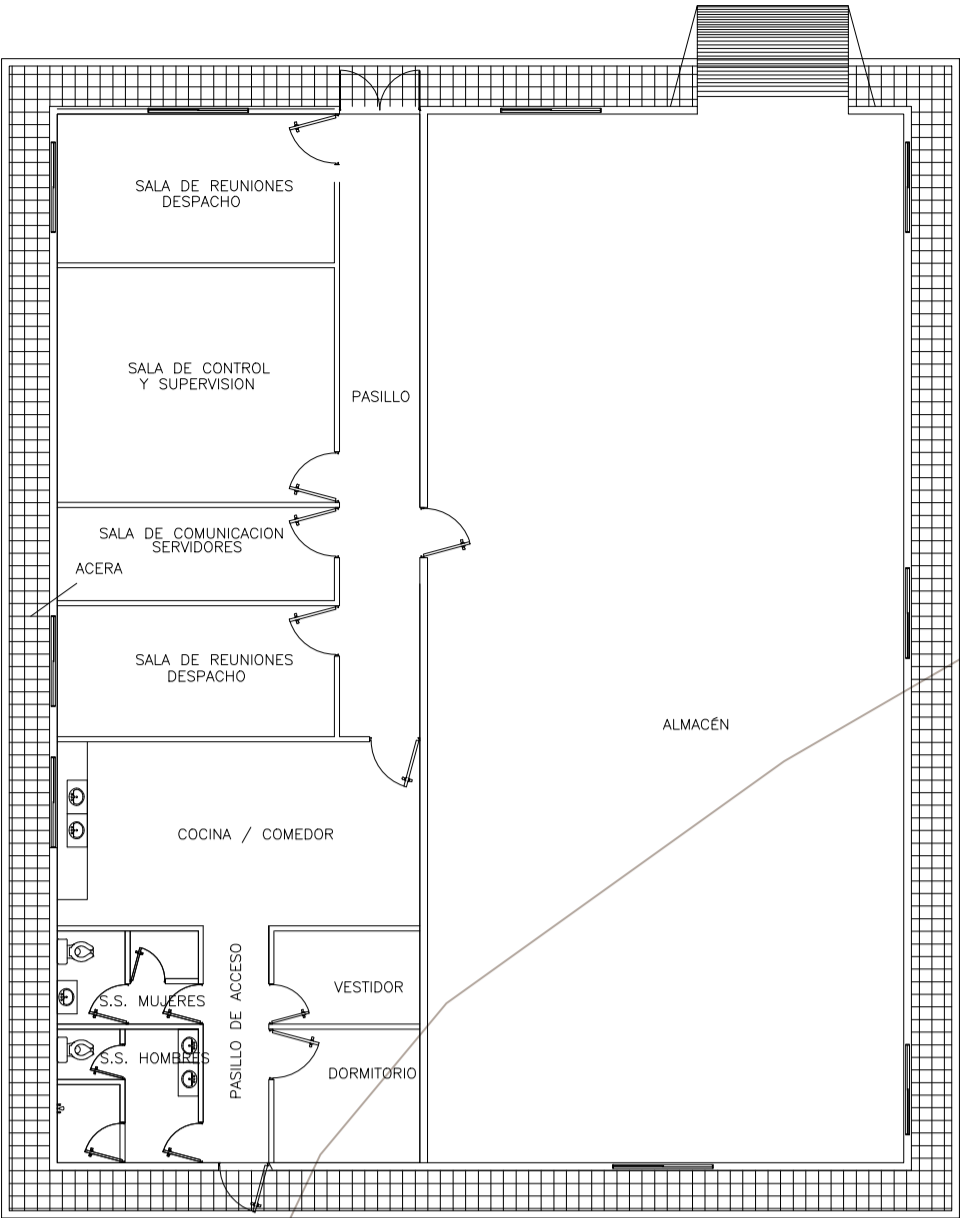 SALA DE REUNIONES
DESPACHO
SALA DE CONTROL
Y SUPERVISION
PASILLO
SALA DE COMUNICACION
SERVIDORES
ACERA
SALA DE REUNIONES
DESPACHO
ALMACÉN
COCINA / COMEDOR
PASILLO DE ACCESO
VESTIDOR
S.S. MUJERES
S.S. HOMBRES
DORMITORIO